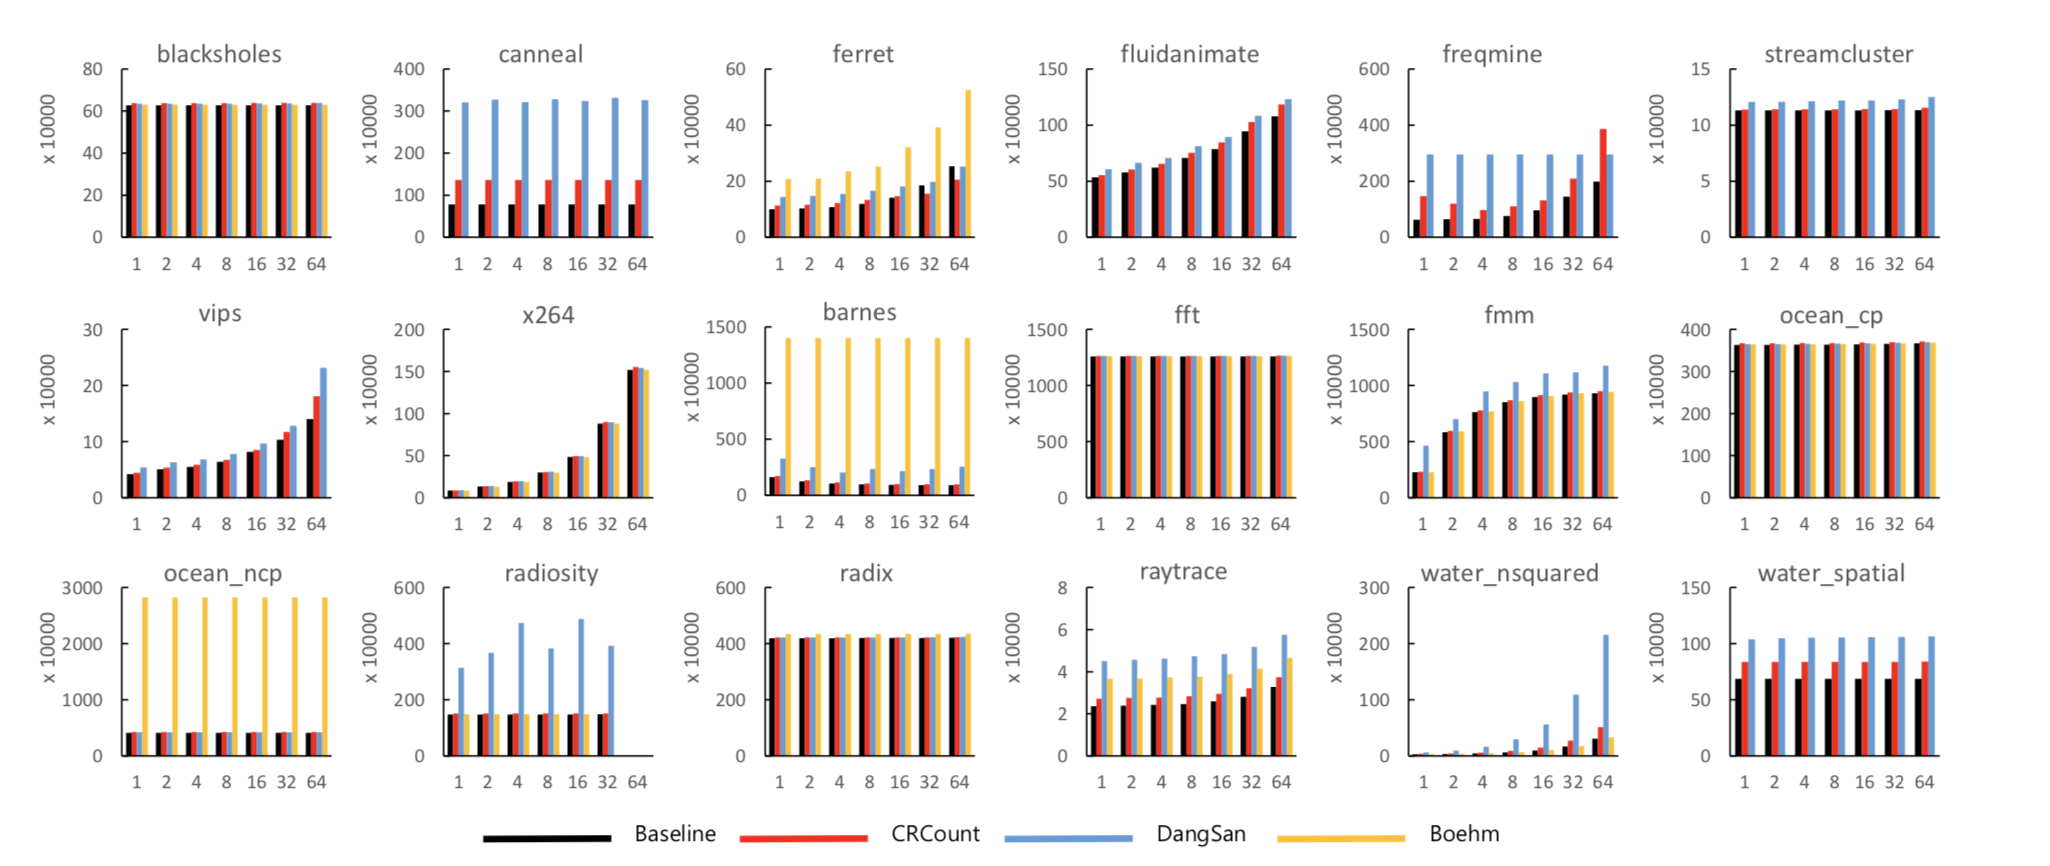 blacksholes canneal ferret fluidanimate freqmine streamcluster
80 400 60 150 600 15
x 10000 x 10000 x 10000 x 10000 x 10000 x 10000
60 300 40 100 400 10
40 200 20 50 200 5
20 100
0 0 0 0 0 0
1 2 4 8 16 32 64 1 2 4 8 16 32 64 1 2 4 8 16 32 64 1 2 4 8 16 32 64 1 2 4 8 16 32 64 1 2 4 8 16 32 64
vips x264 barnes fft fmm ocean_cp
30 200 1500 1500 1500 400
x 10000 x 10000 x 10000 x 10000 x 10000 x 10000
20 150 1000 1000 1000 300
10 100 500 500 500 200
50 100
0 0 0 0 0 0
1 2 4 8 16 32 64 1 2 4 8 16 32 64 1 2 4 8 16 32 64 1 2 4 8 16 32 64 1 2 4 8 16 32 64 1 2 4 8 16 32 64
ocean_ncp radiosity radix raytrace water_nsquared water_spatial
3000 600 600 8 300 150
x 10000 x 10000 x 10000 x 10000 x 10000 x 10000
2000 400 400 6 200 100
1000 200 200 4 100 50
2
0 0 0 0 0 0
1 2 4 8 16 32 64 1 2 4 8 16 32 64 1 2 4 8 16 32 64 1 2 4 8 16 32 64 1 2 4 8 16 32 64 1 2 4 8 16 32 64
Baseline CRCount DangSan Boehm